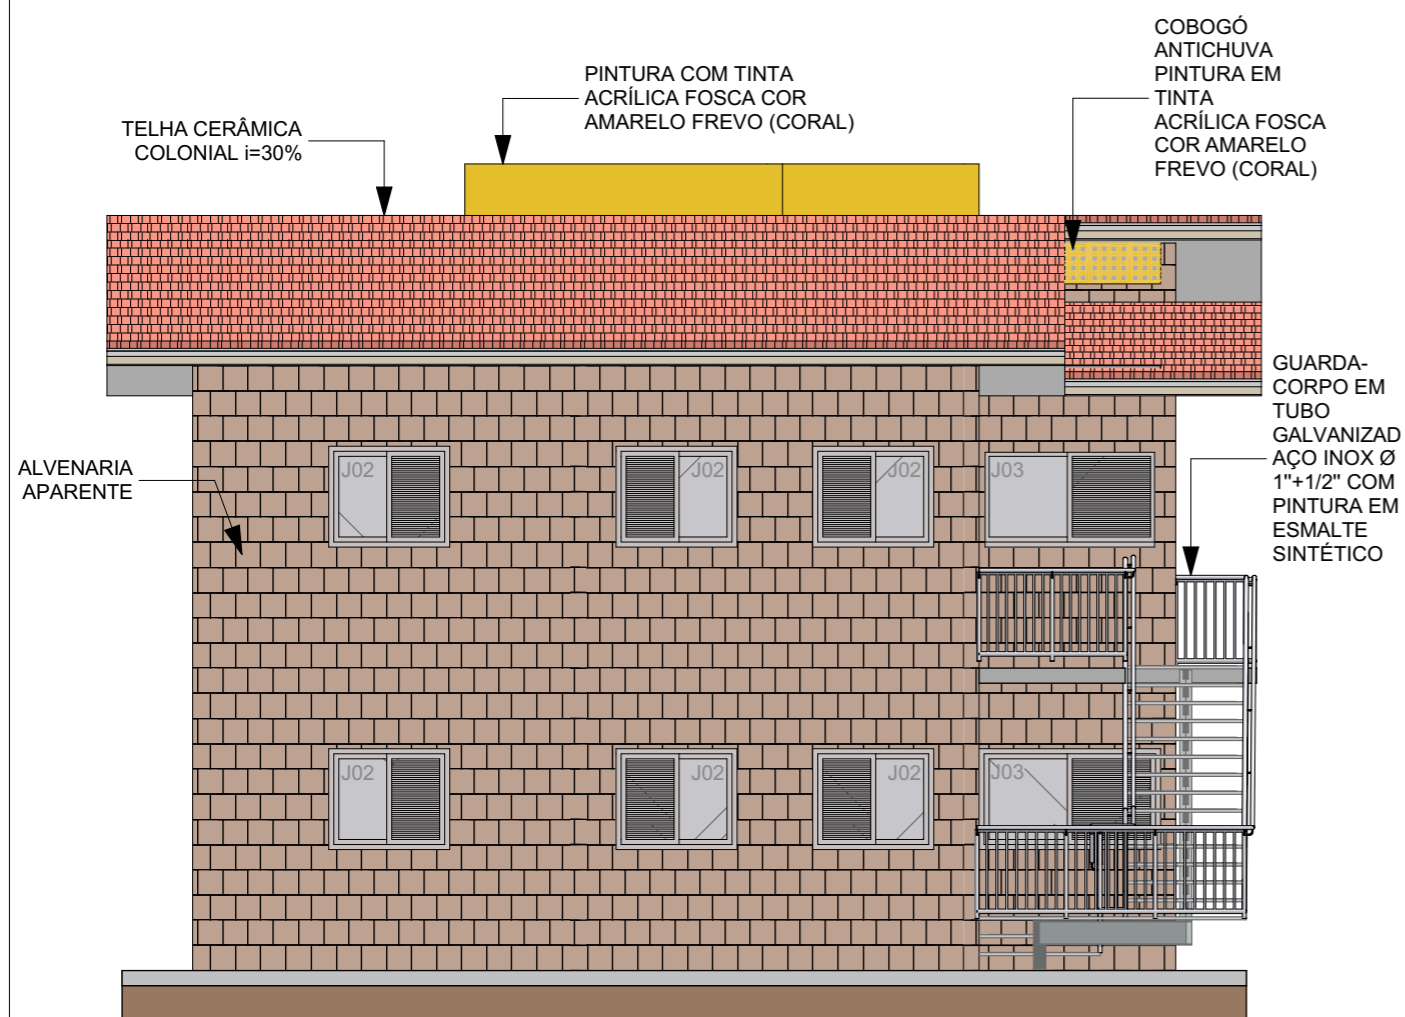 COBOGÓ
ANTICHUVA
PINTURA EM
TINTA
ACRÍLICA FOSCA
COR AMARELO
FREVO (CORAL)
PINTURA COM TINTA
ACRÍLICA FOSCA COR
AMARELO FREVO (CORAL)
TELHA CERÂMICA
COLONIAL i=30%
GUARDA-
CORPO EM
TUBO
GALVANIZAD
AÇO INOX Ø
1"+1/2" COM
PINTURA EM
ESMALTE
SINTÉTICO
ALVENARIA
APARENTE
J02
J02
J02
J03
J02
J02
J02
J03